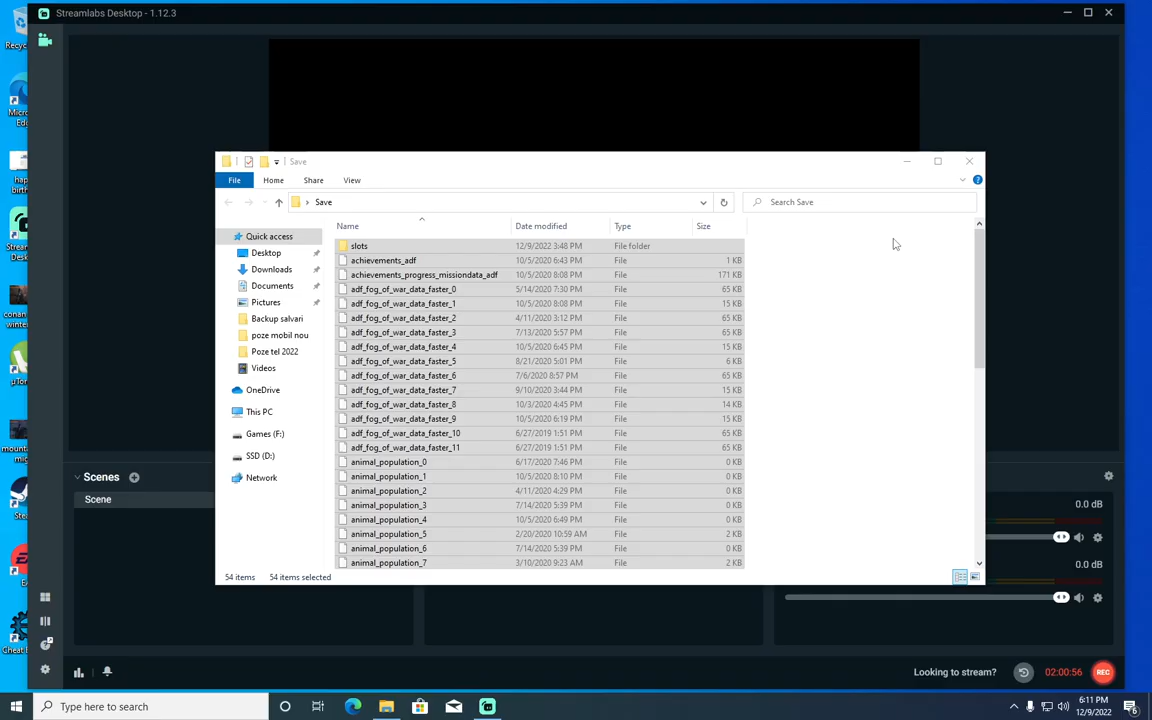 Streamlabs Desktop - 1.12.3
Recyc
Micro
Edg
hap
birth
Stream
Desk
conan
winter
µTor
mount
mig
Stea
Cheat E
Save
File Home Share View
Save
Search Save
Name Date modified Type Size
Quick access
Desktop
Downloads
Documents
Pictures
Backup salvari
poze mobil nou
Poze tel 2022
Videos
OneDrive
This PC
Games (F:)
SSD (D:)
Network
slots 12/9/2022 3:48 PM File folder
achievements_adf 10/5/2020 6:43 PM File 1 KB
achievements_progress_missiondata_adf 10/5/2020 8:08 PM File 171 KB
adf_fog_of_war_data_faster_0 5/14/2020 7:30 PM File 65 KB
adf_fog_of_war_data_faster_1 10/5/2020 8:08 PM File 15 KB
adf_fog_of_war_data_faster_2 4/11/2020 3:12 PM File 65 KB
adf_fog_of_war_data_faster_3 7/13/2020 5:57 PM File 65 KB
adf_fog_of_war_data_faster_4 10/5/2020 6:45 PM File 15 KB
adf_fog_of_war_data_faster_5 8/21/2020 5:01 PM File 6 KB
adf_fog_of_war_data_faster_6 7/6/2020 8:57 PM File 65 KB
adf_fog_of_war_data_faster_7 9/10/2020 3:44 PM File 15 KB
adf_fog_of_war_data_faster_8 10/3/2020 4:45 PM File 14 KB
adf_fog_of_war_data_faster_9 10/5/2020 6:19 PM File 15 KB
adf_fog_of_war_data_faster_10 6/27/2019 1:51 PM File 65 KB
adf_fog_of_war_data_faster_11 6/27/2019 1:51 PM File 65 KB
animal_population_0 6/17/2020 7:46 PM File 0 KB
animal_population_1 10/5/2020 8:10 PM File 0 KB
animal_population_2 4/11/2020 4:29 PM File 0 KB
animal_population_3 7/14/2020 5:39 PM File 0 KB
animal_population_4 10/5/2020 6:49 PM File 0 KB
animal_population_5 2/20/2020 10:59 AM File 2 KB
animal_population_6 7/14/2020 5:39 PM File 0 KB
animal_population_7 3/10/2020 9:23 AM File 2 KB
54 items 54 items selected
Scenes
Scene
0.0 dB
0.0 dB
Looking to stream?
02:00:56
REC
Type here to search
6:11 PM
12/9/2022
6